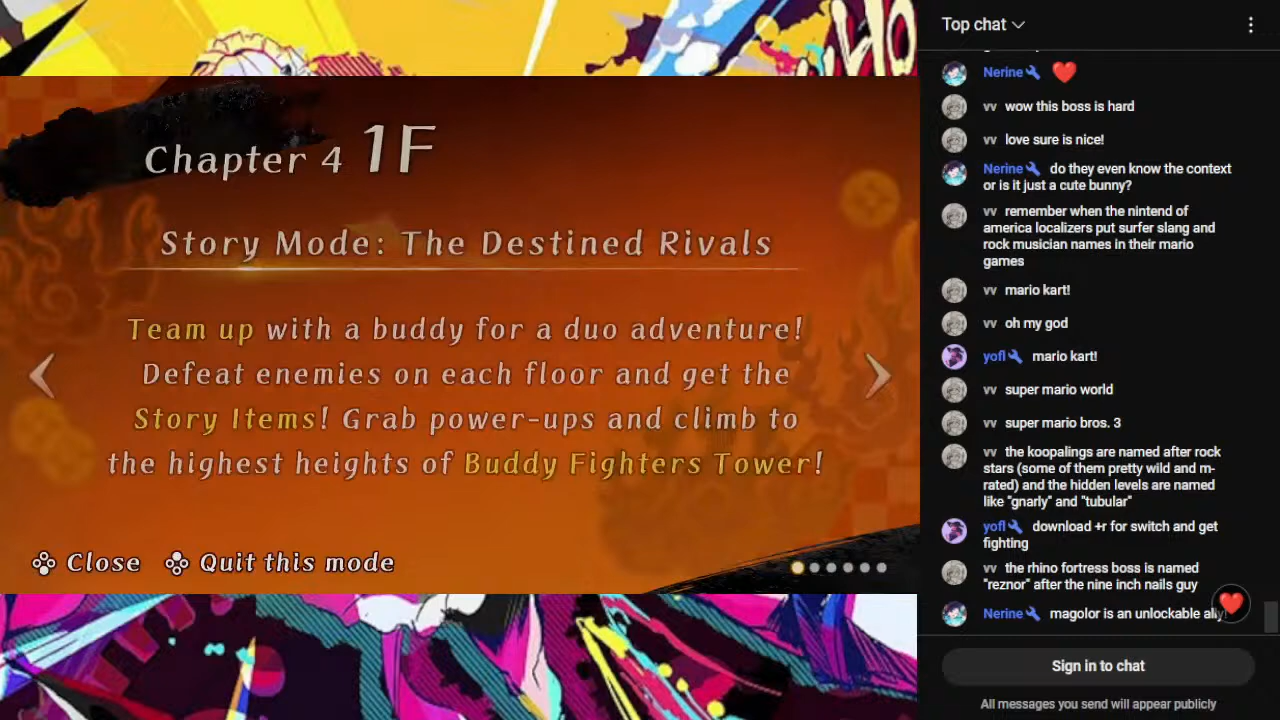 Chapter 4 1F
Story Mode: The Destined Rivals
Team up with a buddy for a duo adventure!
Defeat enemies on each floor and get the
Story Items! Grab power-ups and climb to
the highest heights of Buddy Fighters Tower!
Close Quit this mode
HO
Top chat
Nerine ❤️
vv wow this boss is hard
vv love sure is nice!
Nerine do they even know the context
or is it just a cute bunny?
vv remember when the nintend of
america localizers put surfer slang and
rock musician names in their mario
games
vv mario kart!
vv oh my god
yofl mario kart!
vv super mario world
vv super mario bros. 3
vv the koopalings are named after rock
stars (some of them pretty wild and m-
rated) and the hidden levels are named
like "gnarly" and "tubular"
yofl download +r for switch and get
fighting
vv the rhino fortress boss is named
"reznor" after the nine inch nails guy
Nerine magolor is an unlockable ally
Sign in to chat
All messages you send will appear publicly